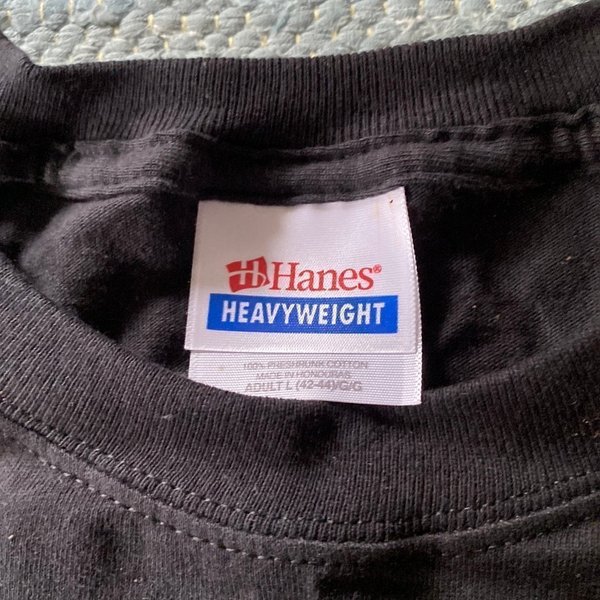 H Hanes®
HEAVYWEIGHT
100% PRESHRUNK COTTON
MADE IN HONDURAS
ADULT L (42-44)/G/G